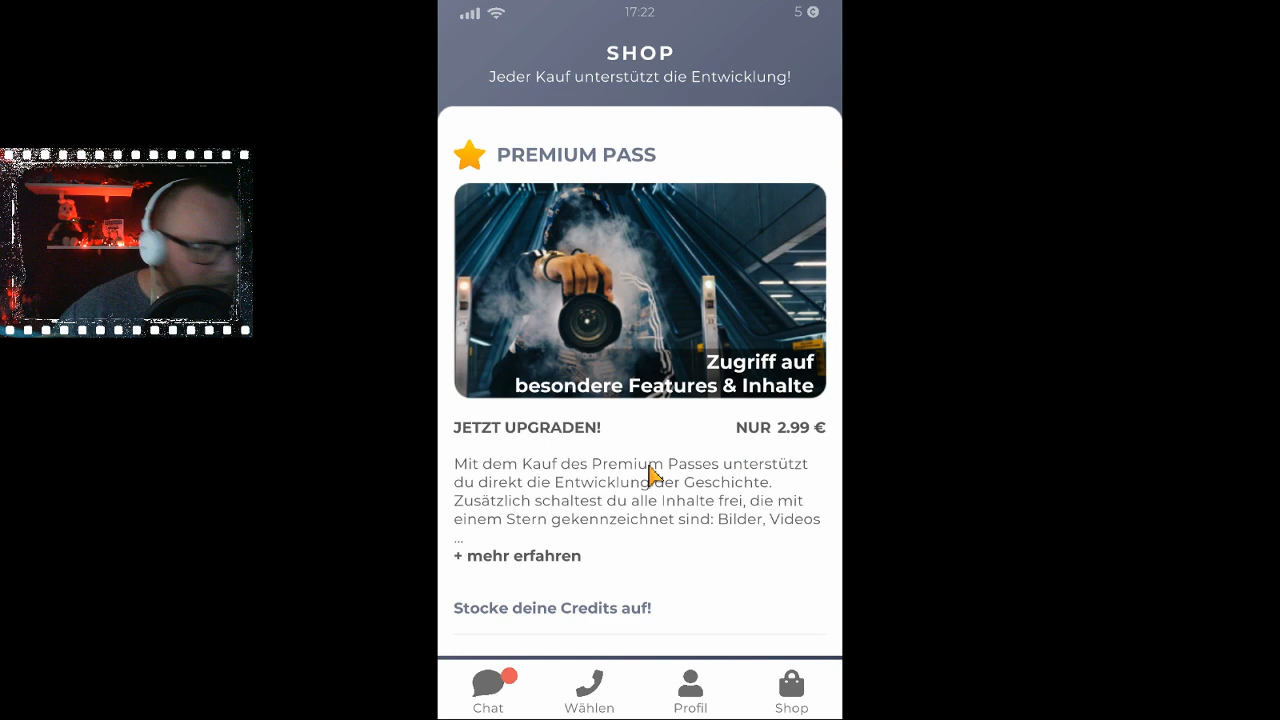 17:22
5
SHOP
Jeder Kauf unterstützt die Entwicklung!
PREMIUM PASS
Zugriff auf
besondere Features & Inhalte
JETZT UPGRADEN!
NUR 2.99 €
Mit dem Kauf des Premium Passes unterstützt
du direkt die Entwicklung der Geschichte.
Zusätzlich schaltest du alle Inhalte frei, die mit
einem Stern gekennzeichnet sind: Bilder, Videos
...
+ mehr erfahren
Stocke deine Credits auf!
Chat
Wählen
Profil
Shop